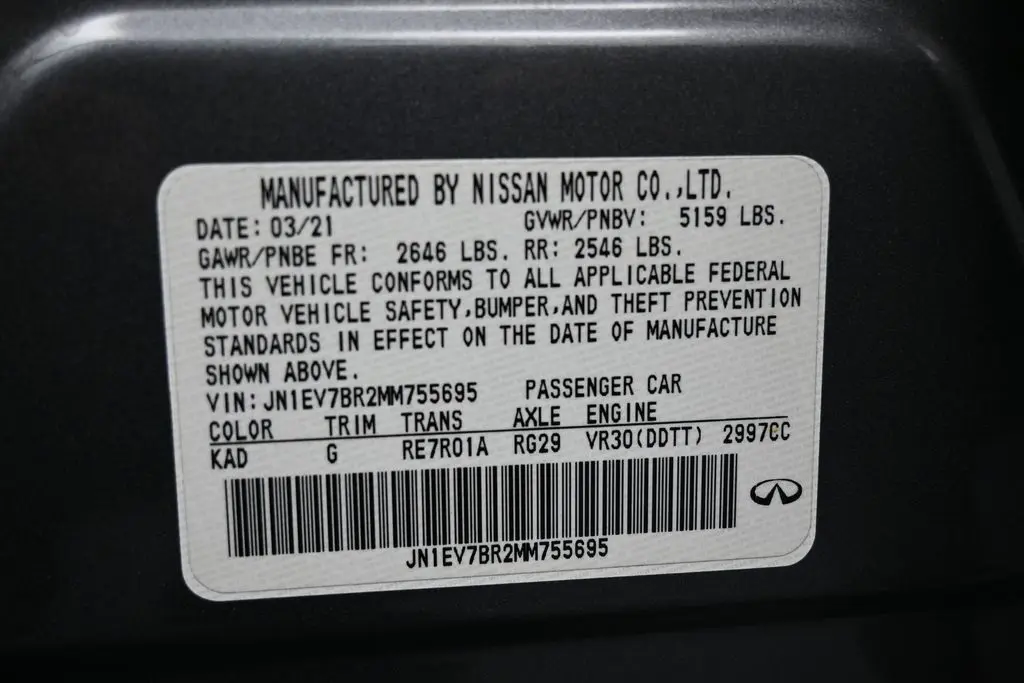 MANUFACTURED BY NISSAN MOTOR CO.,LTD.
DATE: 03/21 GVWR/PNBV: 5159 LBS.
GAWR/PNBE FR: 2646 LBS. RR: 2546 LBS.
THIS VEHICLE CONFORMS TO ALL APPLICABLE FEDERAL
MOTOR VEHICLE SAFETY,BUMPER,AND THEFT PREVENTION
STANDARDS IN EFFECT ON THE DATE OF MANUFACTURE
SHOWN ABOVE.
VIN:JN1EV7BR2MM755695 PASSENGER CAR
COLOR TRIM TRANS AXLE ENGINE
KAD G RE7R01A RG29 VR30(DDTT) 2997CC
JN1EV7BR2MM755695